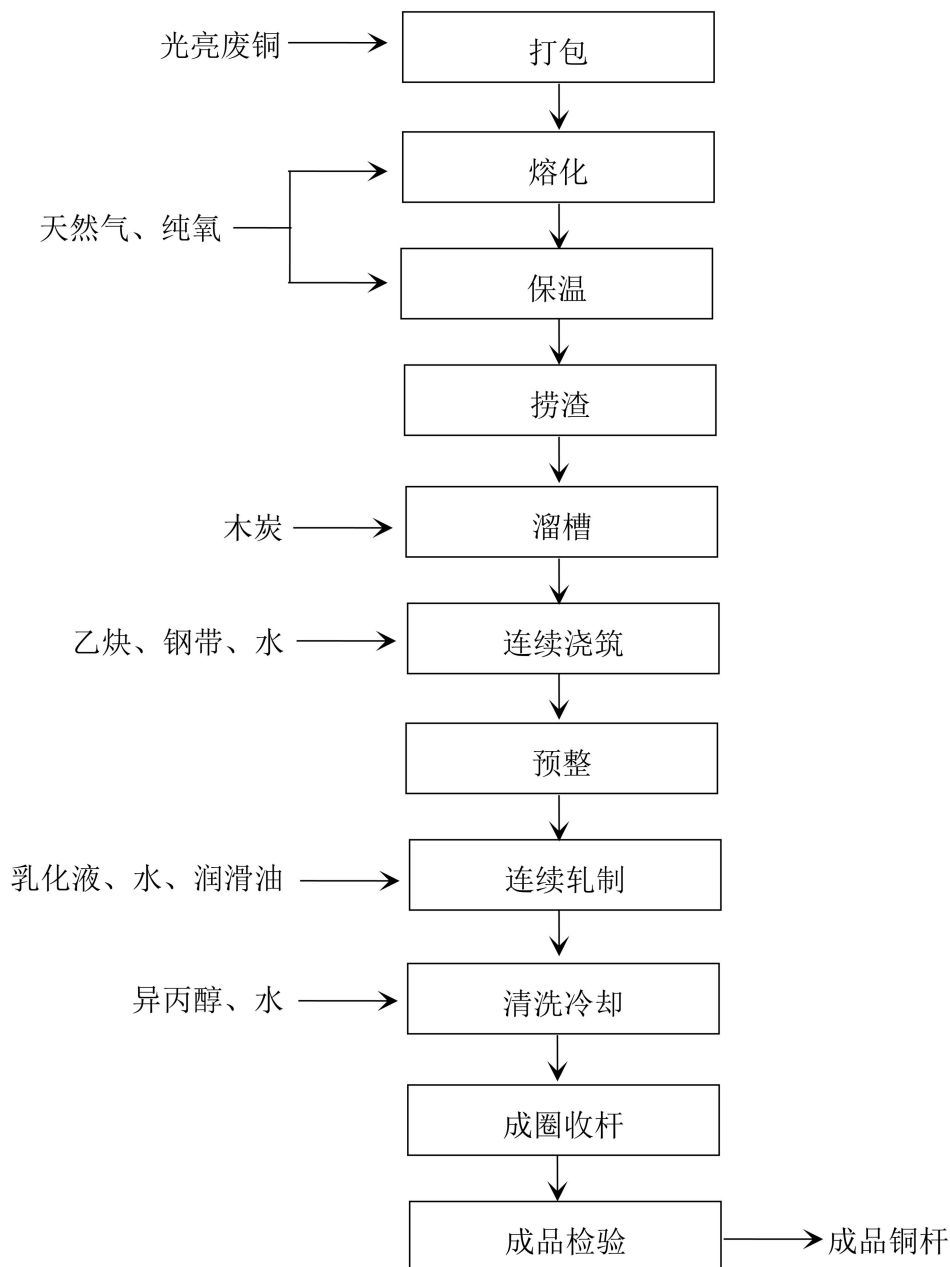 光亮废铜
打包
熔化
天然气、纯氧
保温
捞渣
木炭
溜槽
乙炔、钢带、水
连续浇筑
预整
乳化液、水、润滑油
连续轧制
异丙醇、水
清洗冷却
成圈收杆
成品检验
成品铜杆